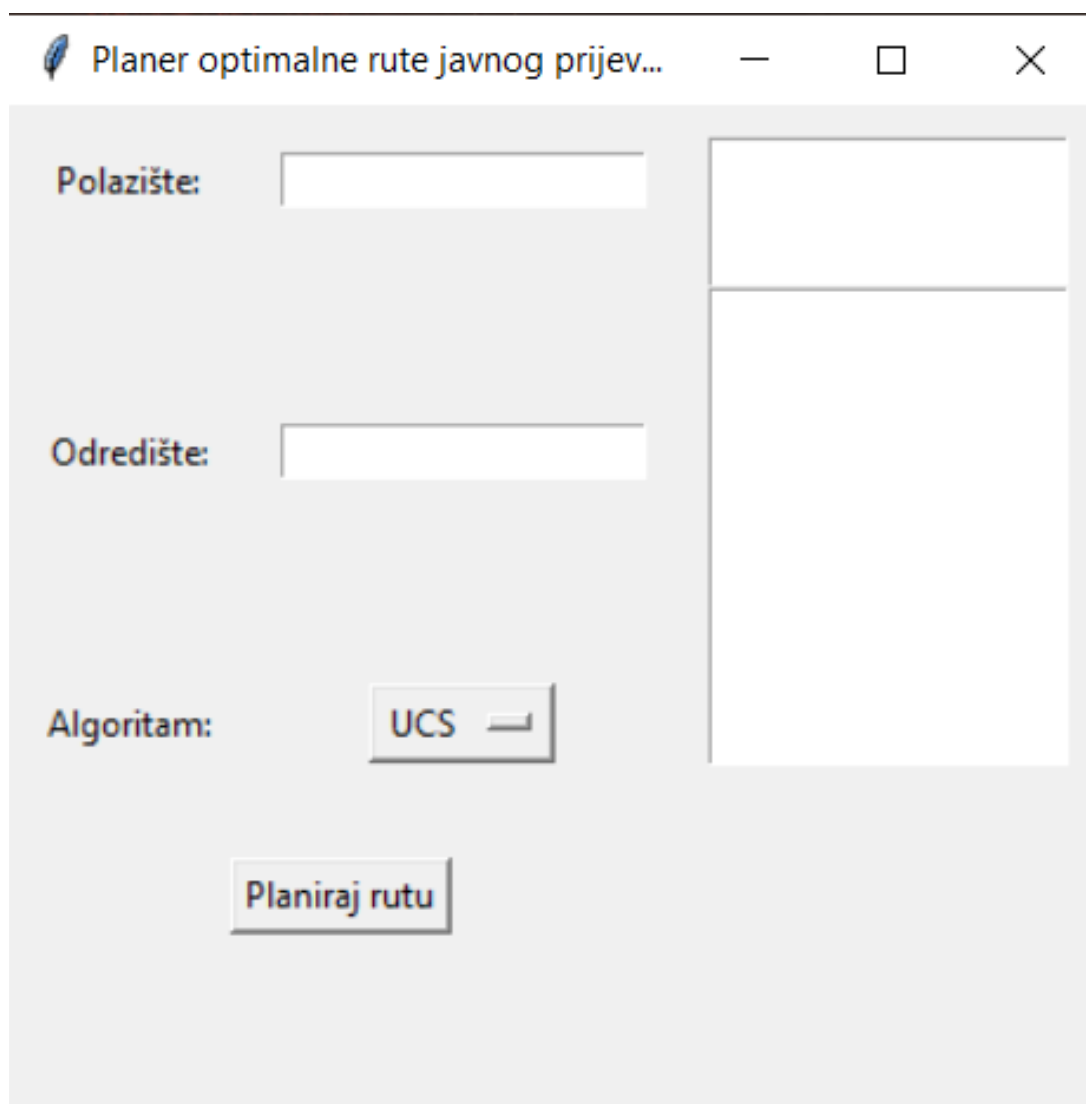 Planer optimalne rute javnog prijev...
Polazište:
Odredište:
Algoritam:
UCS
Planiraj rutu